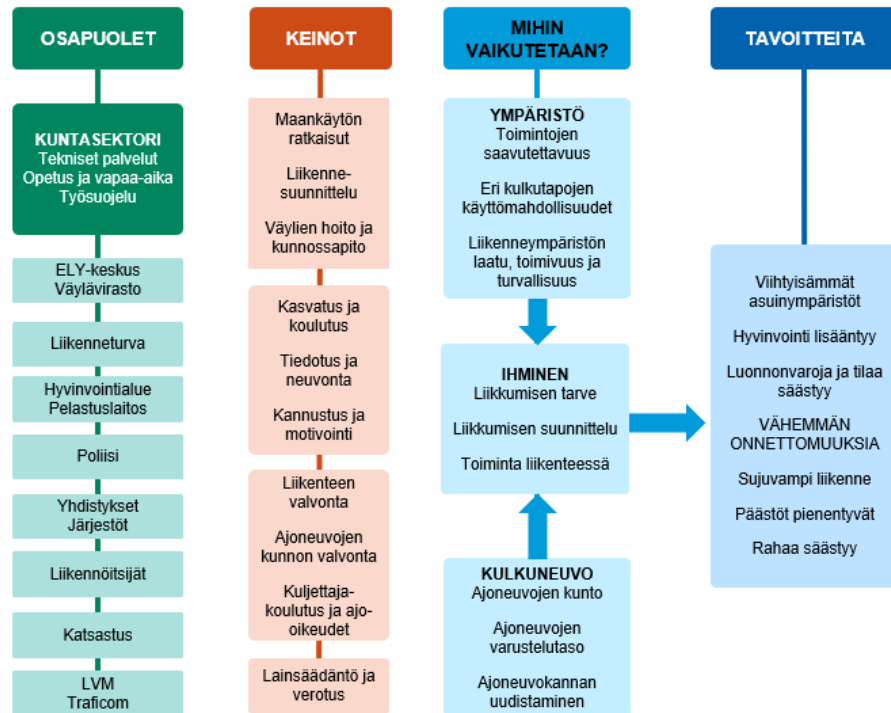 OSAPUOLET
KUNTASEKTORI
Tekniset palvelut
Opetus ja vapaa-aika
Työsuojelu
ELY-keskus
Väylävirasto
Liikenneturva
Hyvinvointialue
Pelastuslaitos
Poliisi
Yhdistykset
Järjestöt
Liikennöitsijät
Katsastus
LVM
Traficom
KEINOT
Maankäytön
ratkaisut
Liikenne-
suunnittelu
Väylien hoito ja
kunnossapito
Kasvatus ja
koulutus
Tiedotus ja
neuvonta
Kannustus ja
motivointi
Liikenteen
valvonta
Ajoneuvojen
kunnon valvonta
Kuljettaja-
koulutus ja ajo-
oikeudet
Lainsäädäntö ja
verotus
MIHIN
VAIKUTETAAN?
YMPÄRISTÖ
Toimintojen
saavutettavuus
Eri kulkutapojen
käyttömahdollisuudet
Liikenneympäristön
laatu, toimivuus ja
turvallisuus
IHMINEN
Liikkumisen tarve
Liikkumisen suunnittelu
Toiminta liikenteessä
KULKUNEUVO
Ajoneuvojen kunto
Ajoneuvojen
varustelutaso
Ajoneuvokannan
uudistaminen
TAVOITTEITA
Viihtyisämmät
asuinympäristöt
Hyvinvointi lisääntyy
Luonnonvaroja ja tilaa
säästyy
VÄHEMMÄN
ONNETTOMUUKSIA
Sujuvampi liikenne
Päästöt pienentyvät
Rahaa säästyy